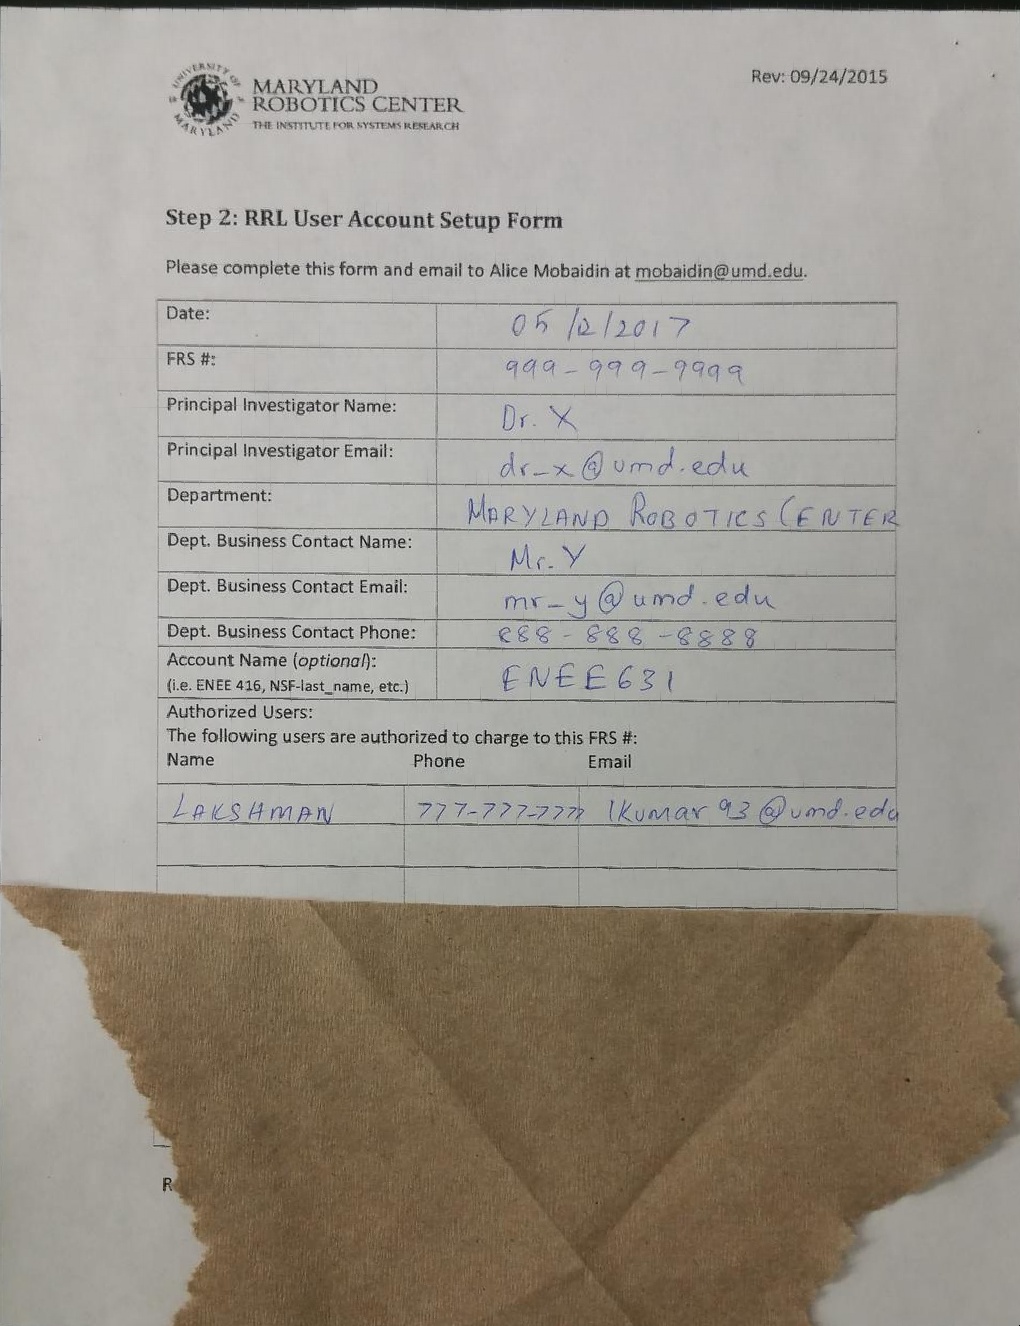 UNIVERSITY OF MARYLAND
MARYLAND
ROBOTICS CENTER
THE INSTITUTE FOR SYSTEMS RESEARCH
Rev: 09/24/2015
Step 2: RRL User Account Setup Form
Please complete this form and email to Alice Mobaidin at mobaidin@umd.edu.
Date: 05/12/2017
FRS #: 999-999-9999
Principal Investigator Name: Dr. X
Principal Investigator Email: dr_x@umd.edu
Department: MARYLAND ROBOTICS CENTER
Dept. Business Contact Name: Mr. Y
Dept. Business Contact Email: mr_y@umd.edu
Dept. Business Contact Phone: 888-888-8888
Account Name (optional): ENEE631
(i.e. ENEE 416, NSF-last_name, etc.)
Authorized Users:
The following users are authorized to charge to this FRS #:
Name Phone Email
LAKSHMAN 777-777-7777 lkumar93@umd.edu
R